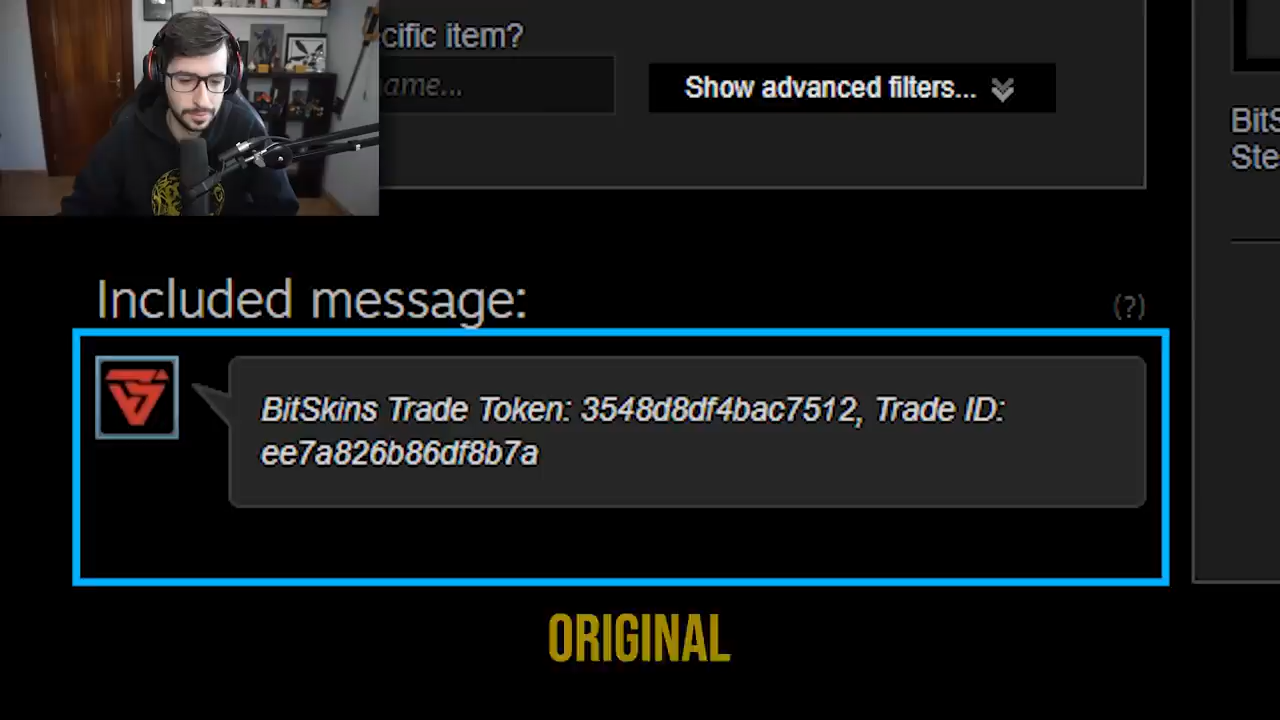 cific item?
ame...
Show advanced filters...
BitS
Ste
Included message:
(?)
BitSkins Trade Token: 3548d8df4bac7512, Trade ID:
ee7a826b86df8b7a
ORIGINAL